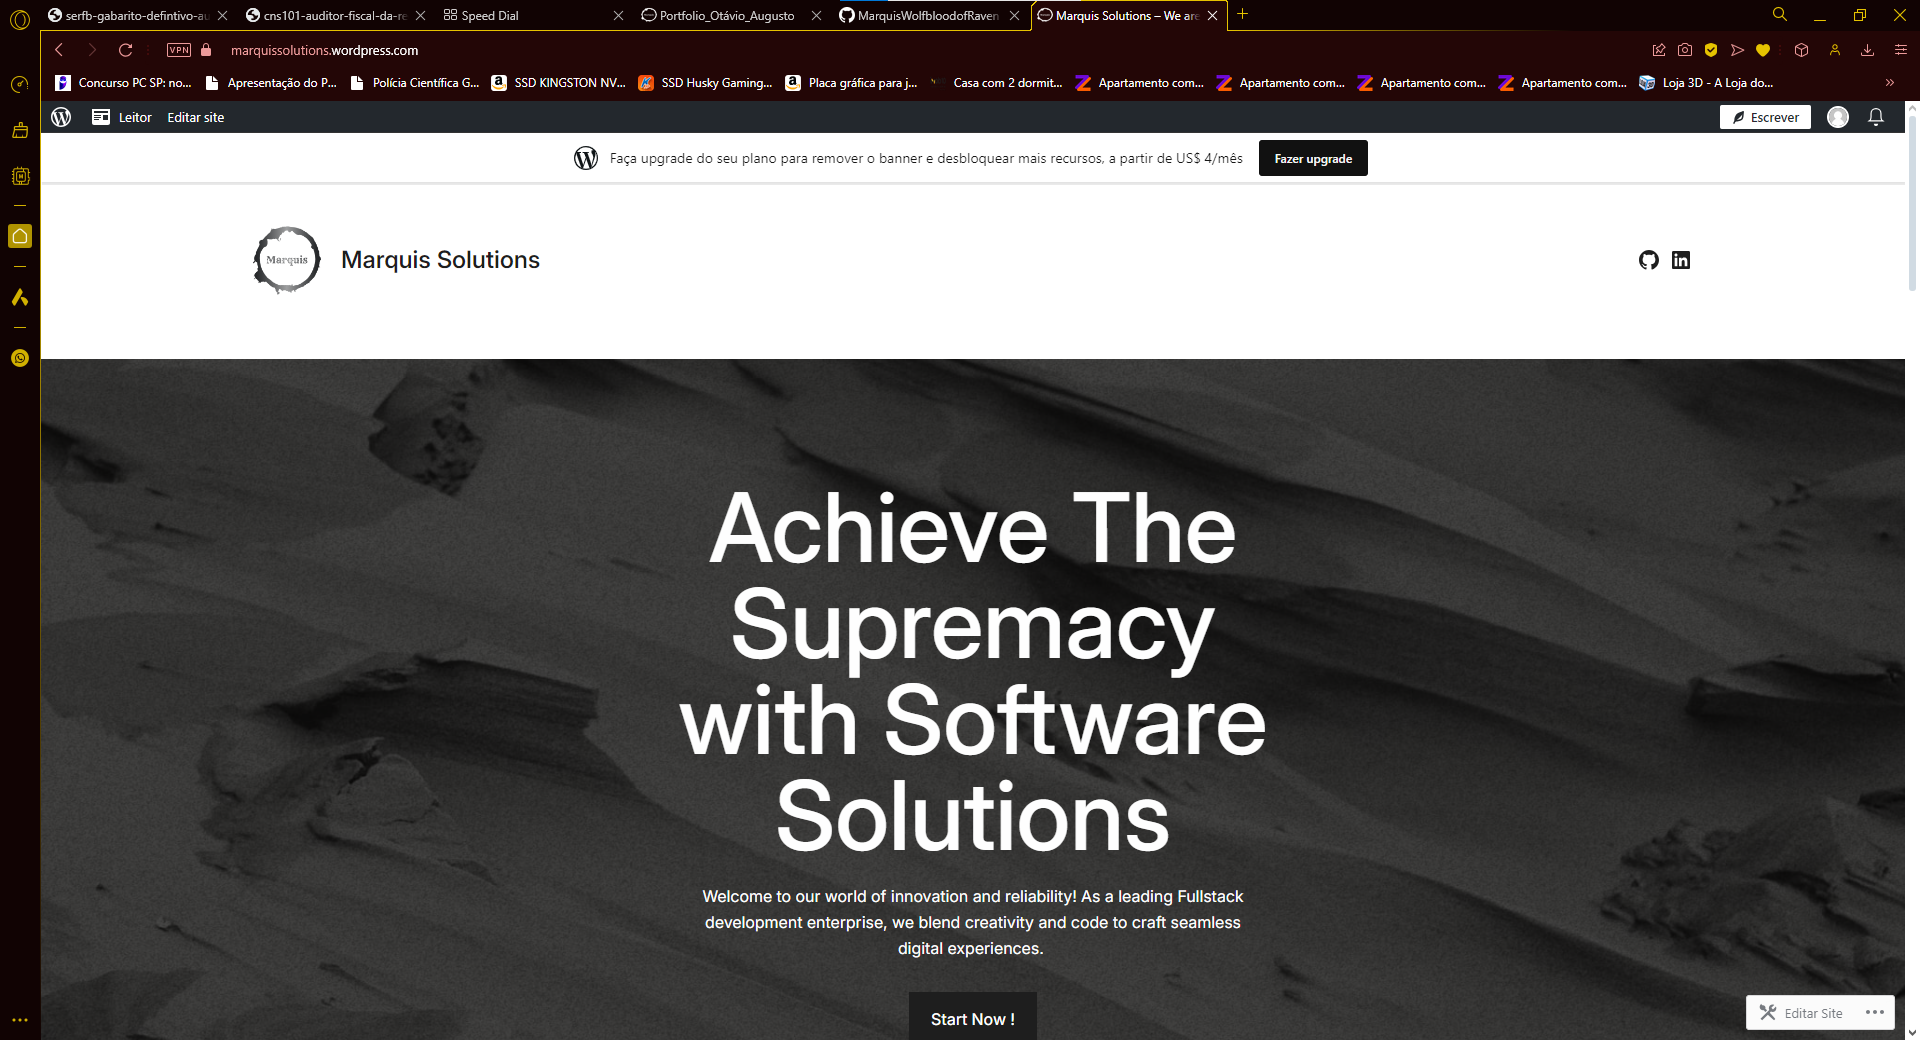 serfb-gabarito-defintivo-au
cns101-auditor-fiscal-da-re
Speed Dial
Portfolio_Otávio_Augusto
MarquisWolfbloodofRaven
Marquis Solutions – We are
VPN
marquissolutions.wordpress.com
Concurso PC SP: no...
Apresentação do P...
Polícia Científica G...
SSD KINGSTON NV...
SSD Husky Gaming...
Placa gráfica para j...
Casa com 2 dormit...
Apartamento com...
Apartamento com...
Apartamento com...
Apartamento com...
Loja 3D - A Loja do...
Leitor
Editar site
Escrever
Faça upgrade do seu plano para remover o banner e desbloquear mais recursos, a partir de US$ 4/mês
Fazer upgrade
Marquis
Marquis Solutions
Achieve The
Supremacy
with Software
Solutions
Welcome to our world of innovation and reliability! As a leading Fullstack
development enterprise, we blend creativity and code to craft seamless
digital experiences.
Start Now !
Editar Site